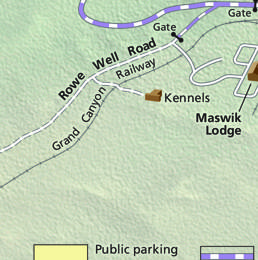 Gate
Gate
Rowe Well Road
Railway
Grand Canyon
Kennels
Maswik
Lodge
Public parking